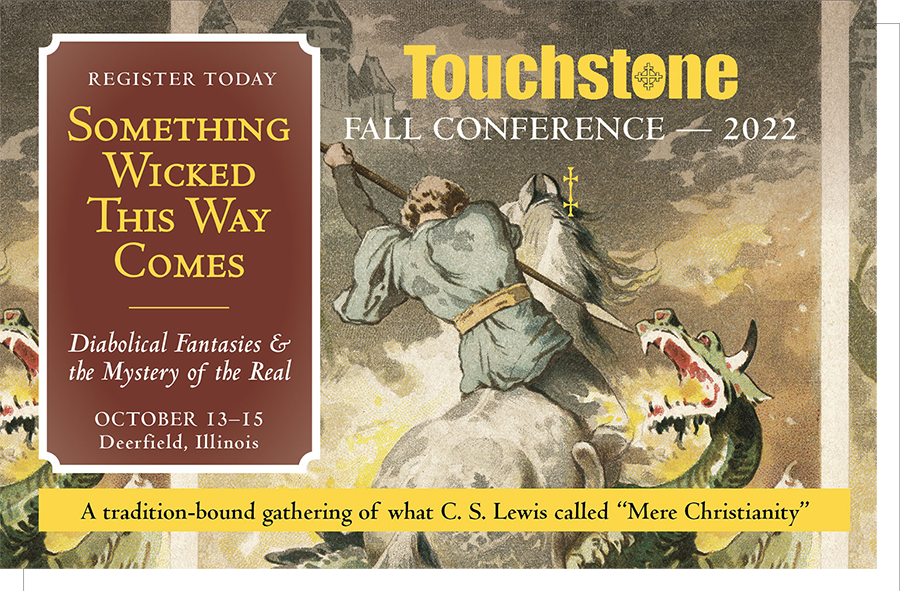 REGISTER TODAY
SOMETHING
WICKED
THIS WAY
COMES
Diabolical Fantasies &
the Mystery of the Real
OCTOBER 13–15
Deerfield, Illinois
Touchstone
FALL CONFERENCE — 2022
A tradition-bound gathering of what C. S. Lewis called “Mere Christianity”